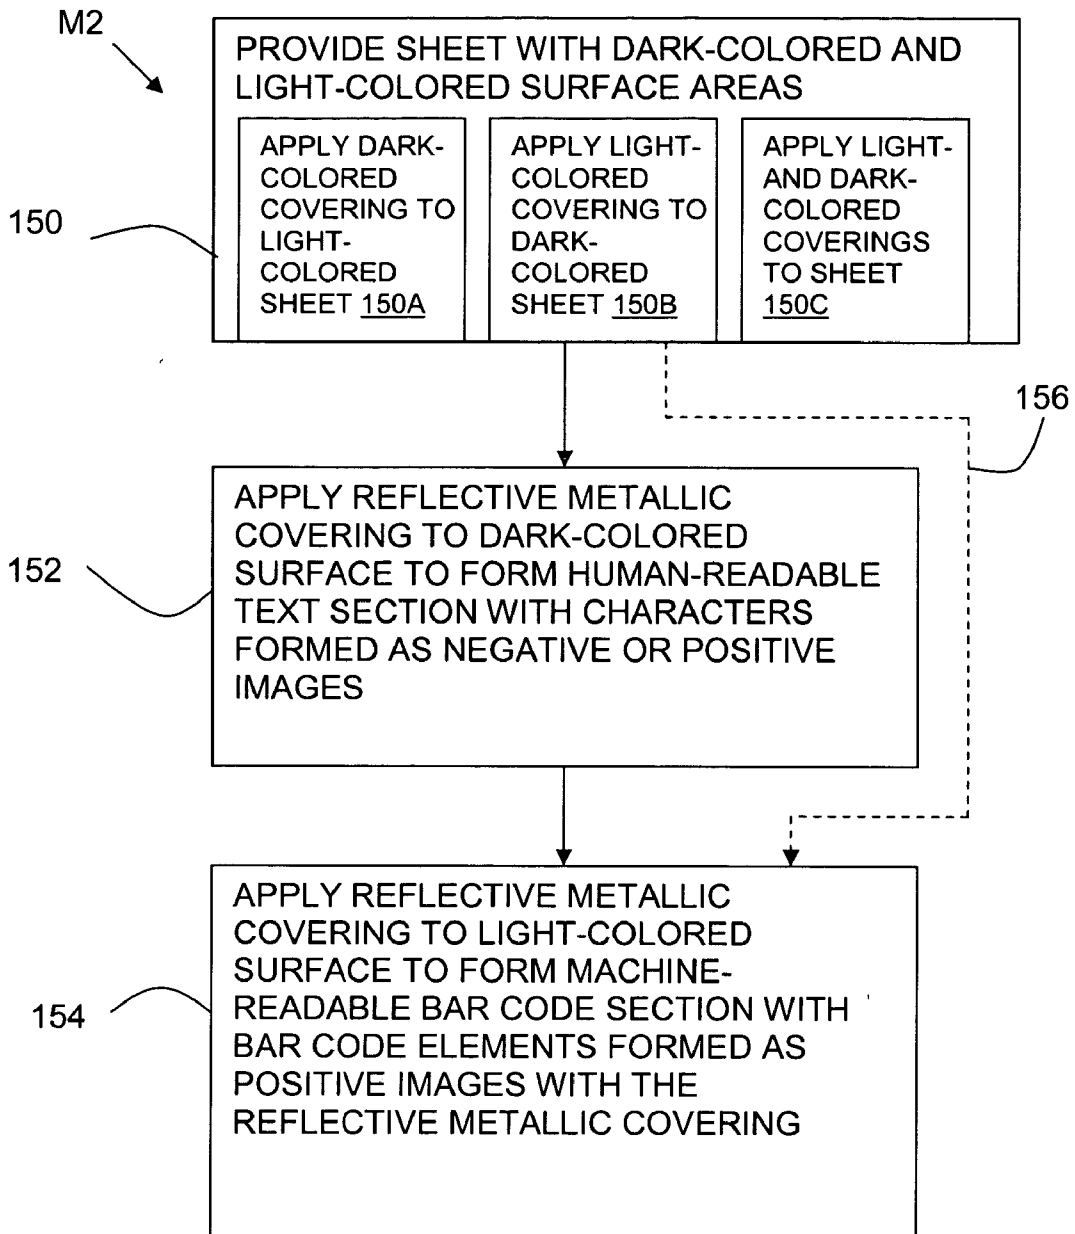 M2
PROVIDE SHEET WITH DARK-COLORED AND
LIGHT-COLORED SURFACE AREAS
APPLY DARK-
COLORED
COVERING TO
LIGHT-
COLORED
SHEET 150A
APPLY LIGHT-
COLORED
COVERING TO
DARK-
COLORED
SHEET 150B
APPLY LIGHT-
AND DARK-
COLORED
COVERINGS
TO SHEET
150C
150
156
APPLY REFLECTIVE METALLIC
COVERING TO DARK-COLORED
SURFACE TO FORM HUMAN-READABLE
TEXT SECTION WITH CHARACTERS
FORMED AS NEGATIVE OR POSITIVE
IMAGES
152
APPLY REFLECTIVE METALLIC
COVERING TO LIGHT-COLORED
SURFACE TO FORM MACHINE-
READABLE BAR CODE SECTION WITH
BAR CODE ELEMENTS FORMED AS
POSITIVE IMAGES WITH THE
REFLECTIVE METALLIC COVERING
154